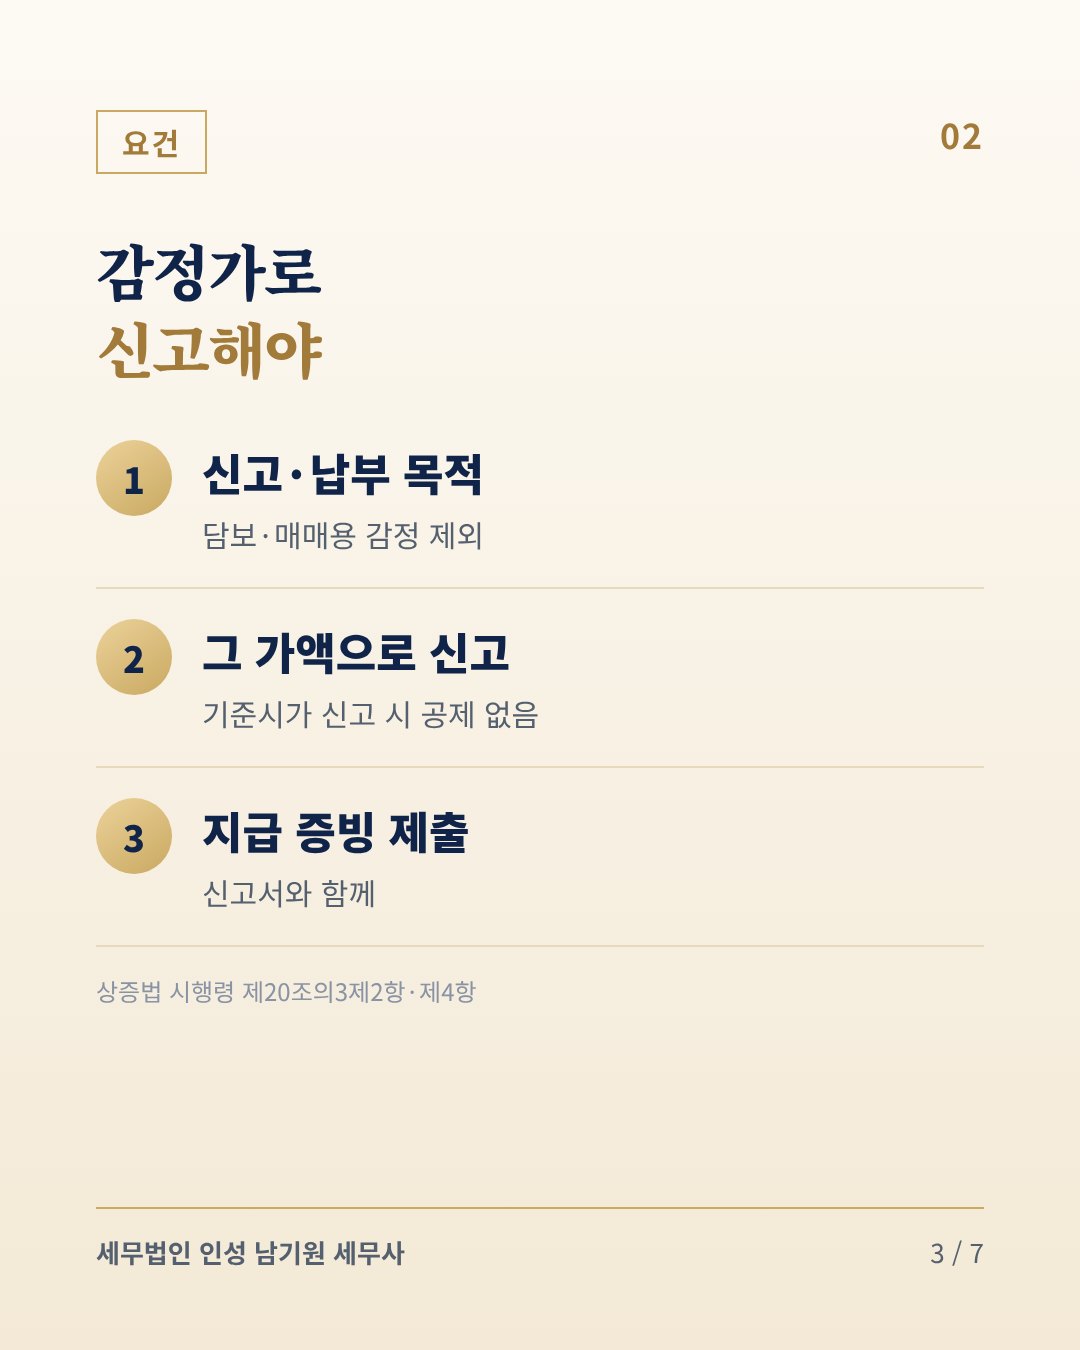 요건
02
감정가로
신고해야
1
신고·납부 목적
담보·매매용 감정 제외
2
그 가액으로 신고
기준시가 신고 시 공제 없음
3
지급 증빙 제출
신고서와 함께
상증법 시행령 제20조의3제2항·제4항
세무법인 인성 남기원 세무사
3 / 7